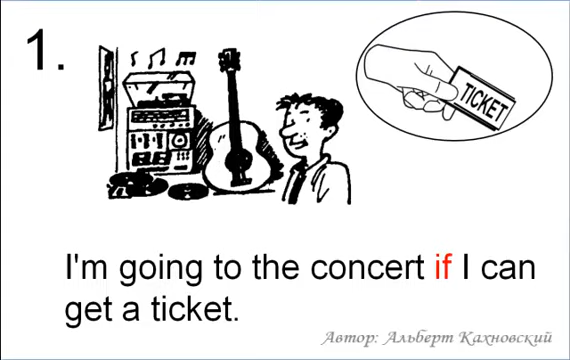 1.
TICKET
I'm going to the concert if I can
get a ticket.
Автор: Альберт Кахновский